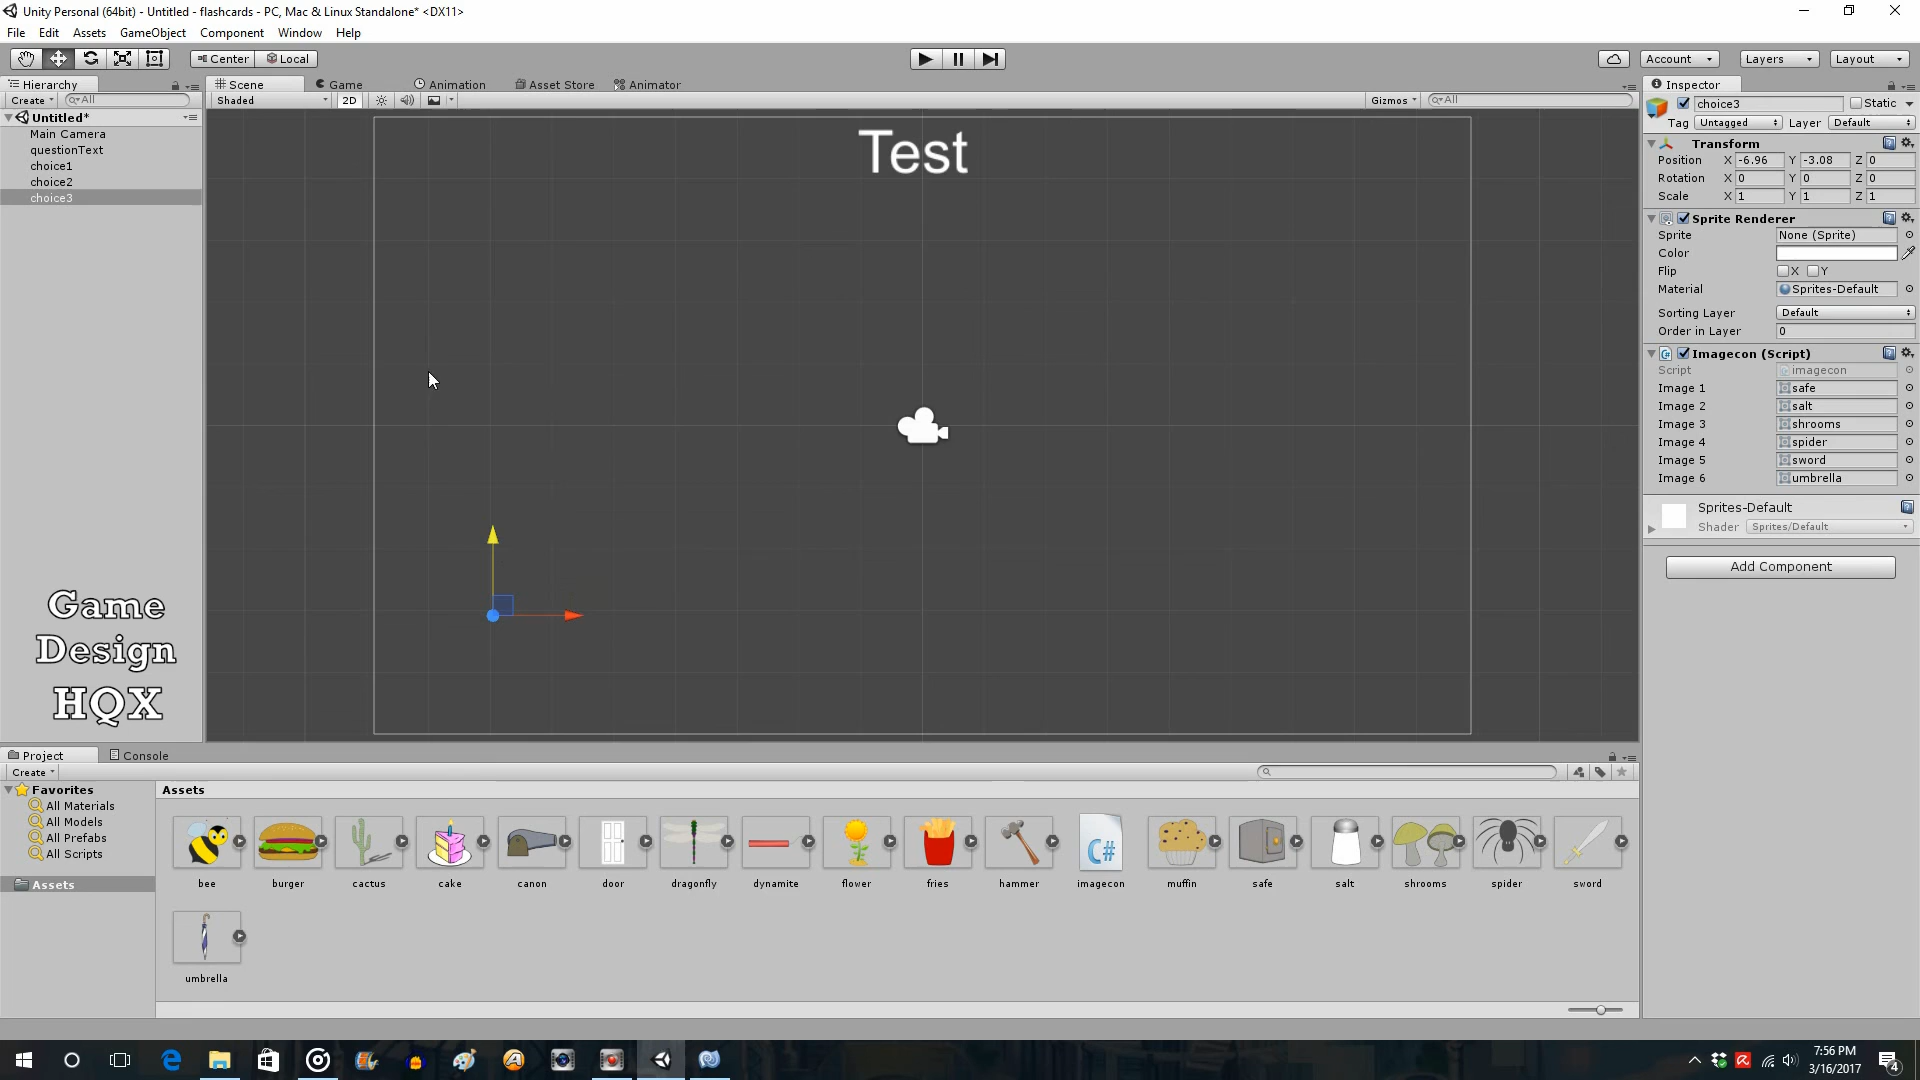 Unity Personal (64bit) - Untitled - flashcards - PC, Mac & Linux Standalone* <DX11>
File Edit Assets GameObject Component Window Help
Center Local
Account Layers Layout
Hierarchy
Scene Game Animation Asset Store Animator
Inspector
Create All
Shaded 2D Gizmos All
choice3 Static
Untitled*
Tag Untagged Layer Default
Main Camera
questionText
choice1
choice2
choice3
Test
Transform
Position X -6.96 Y -3.08 Z 0
Rotation X 0 Y 0 Z 0
Scale X 1 Y 1 Z 1
Sprite Renderer
Sprite None (Sprite)
Color
Flip X Y
Material Sprites-Default
Sorting Layer Default
Order in Layer 0
Imagecon (Script)
Script imagecon
Image 1 safe
Image 2 salt
Image 3 shrooms
Image 4 spider
Image 5 sword
Image 6 umbrella
Sprites-Default
Shader Sprites/Default
Add Component
Game
Design
HQX
Project Console
Create
Favorites
All Materials
All Models
All Prefabs
All Scripts
Assets
Assets
C#
bee burger cactus cake canon door dragonfly dynamite flower fries hammer imagecon muffin safe salt shrooms spider sword
umbrella
7:56 PM
3/16/2017
4